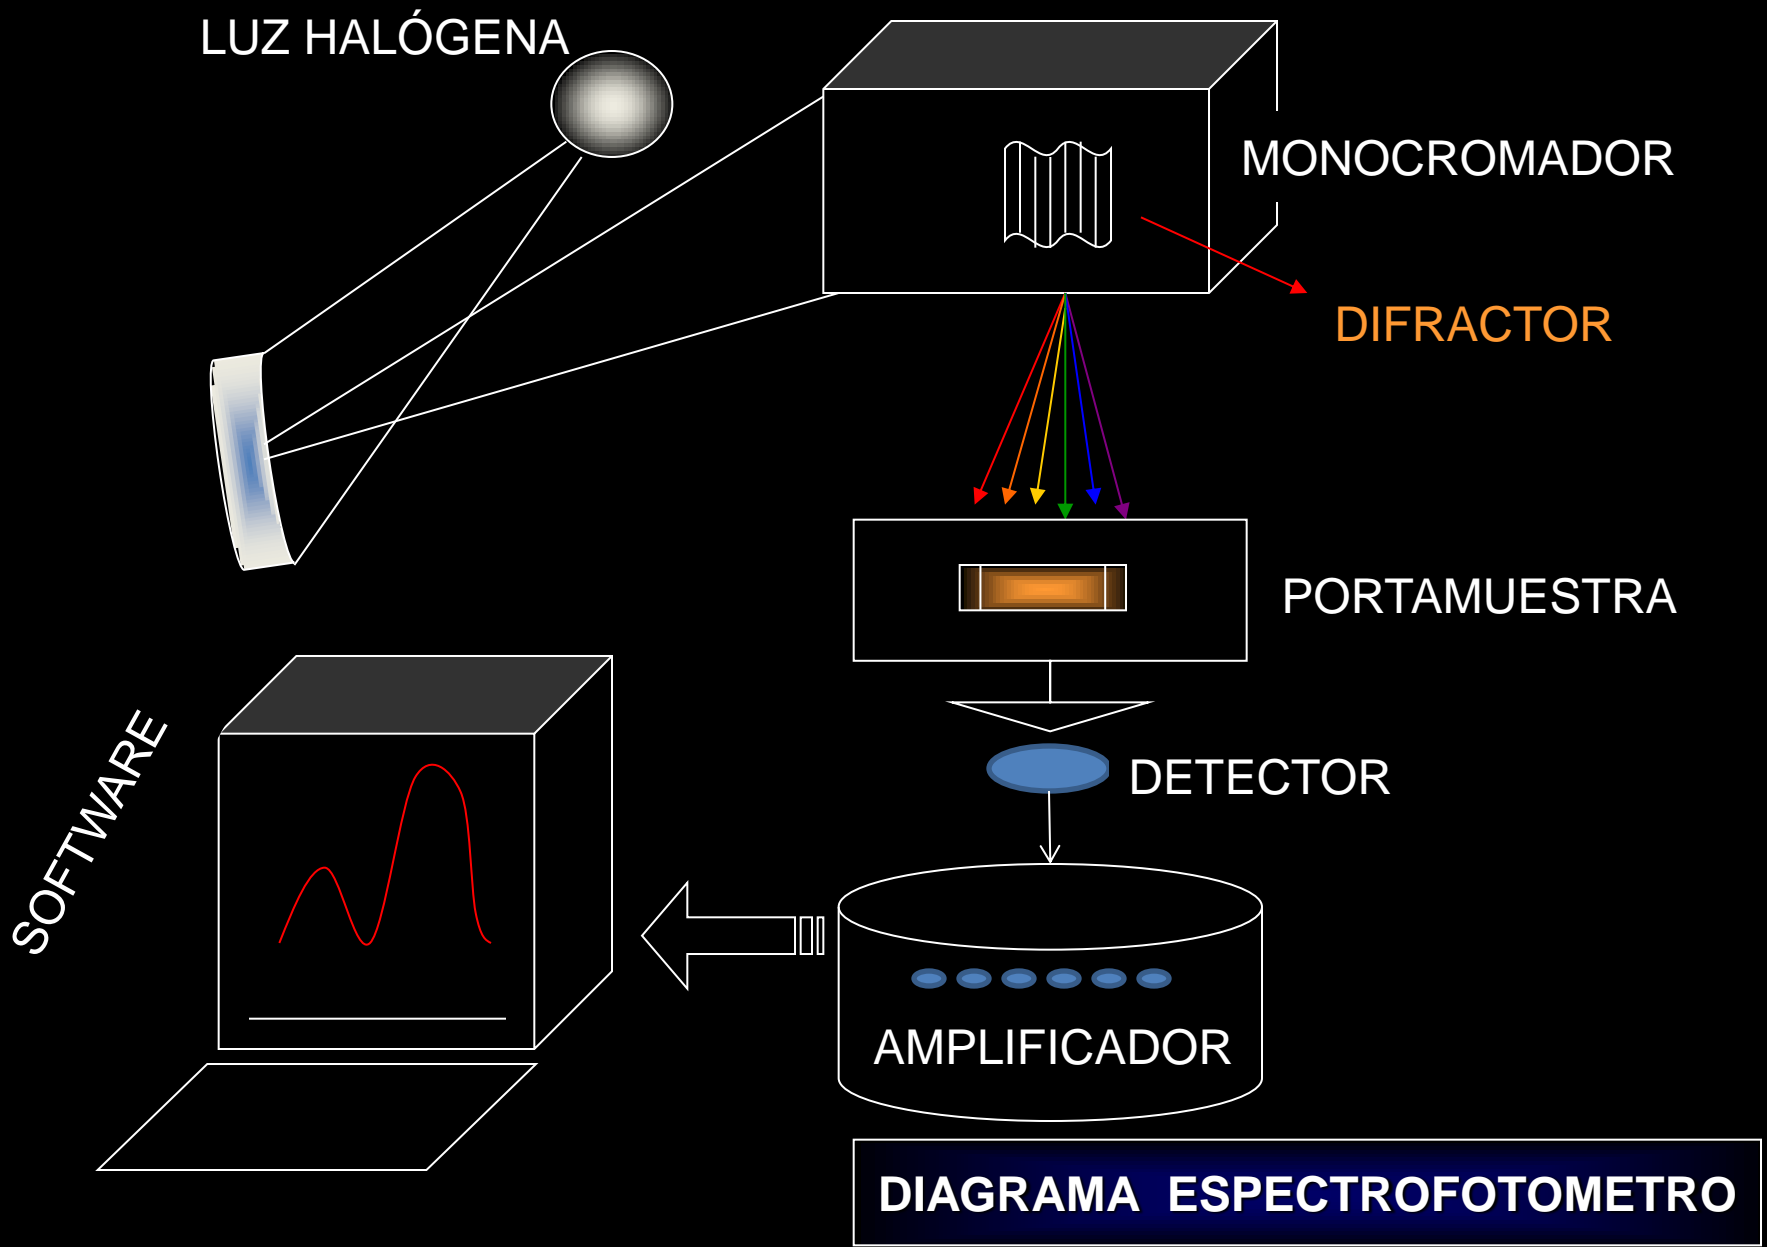 LUZ HALÓGENA
MONOCROMADOR
DIFRACTOR
PORTAMUESTRA
DETECTOR
SOFTWARE
AMPLIFICADOR
DIAGRAMA ESPECTROFOTOMETRO